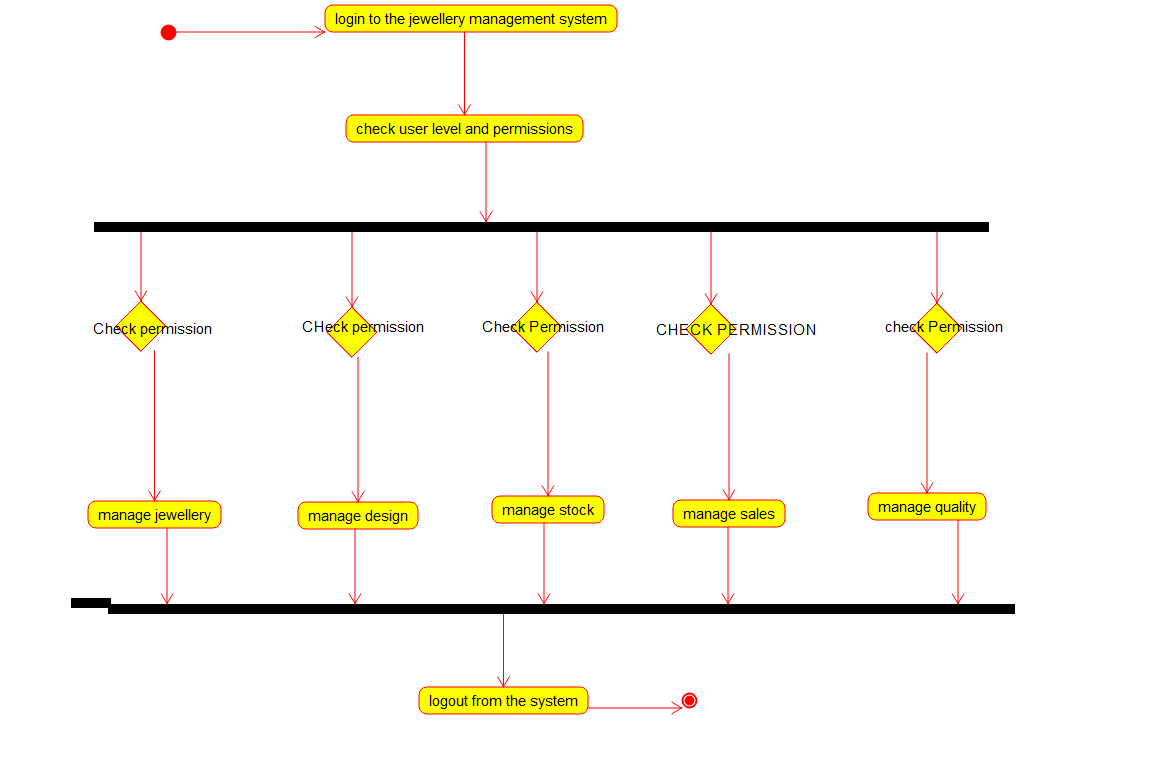 login to the jewellery management system
check user level and permissions
Check permission
CHeck permission
Check Permission
CHECK PERMISSION
check Permission
manage jewellery
manage design
manage stock
manage sales
manage quality
logout from the system